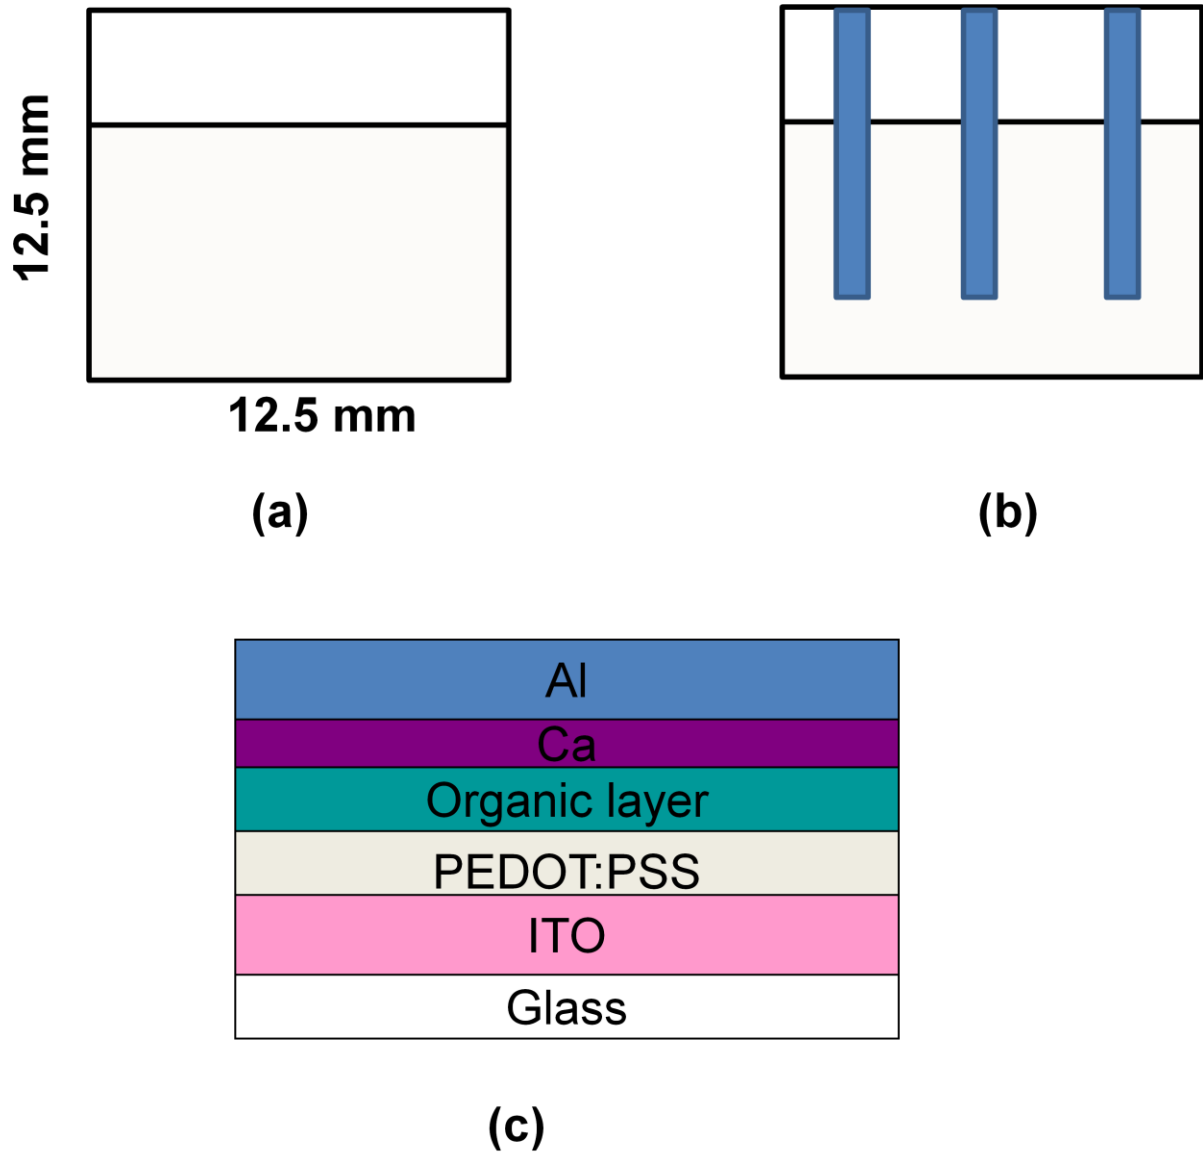 12.5 mm
12.5 mm
(a)
(b)
Al
Ca
Organic layer
PEDOT:PSS
ITO
Glass
(c)